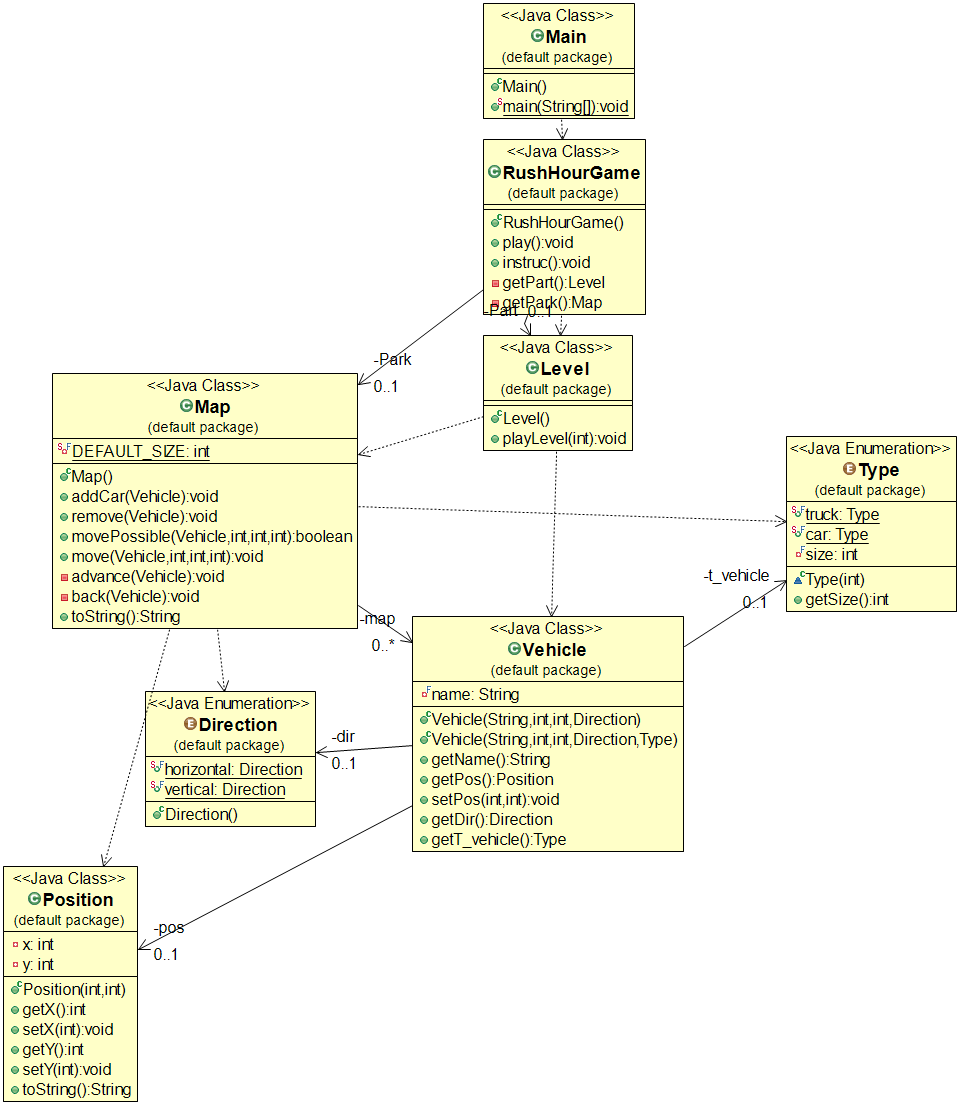 <<Java Class>>
Main
(default package)
Main()
main(String[]):void
<<Java Class>>
RushHourGame
(default package)
RushHourGame()
play():void
instruc():void
getPart():Level
getPark():Map
-Part 0..1
-Park
0..1
<<Java Class>>
Level
(default package)
Level()
playLevel(int):void
<<Java Class>>
Map
(default package)
DEFAULT_SIZE: int
Map()
addCar(Vehicle):void
remove(Vehicle):void
movePossible(Vehicle,int,int,int):boolean
move(Vehicle,int,int,int):void
advance(Vehicle):void
back(Vehicle):void
toString():String
<<Java Enumeration>>
Type
(default package)
truck: Type
car: Type
size: int
Type(int)
getSize():int
-t_vehicle
0..1
-map
0..*
<<Java Class>>
Vehicle
(default package)
name: String
Vehicle(String,int,int,Direction)
Vehicle(String,int,int,Direction,Type)
getName():String
getPos():Position
setPos(int,int):void
getDir():Direction
getT_vehicle():Type
<<Java Enumeration>>
Direction
(default package)
horizontal: Direction
vertical: Direction
Direction()
-dir
0..1
<<Java Class>>
Position
(default package)
x: int
y: int
Position(int,int)
getX():int
setX(int):void
getY():int
setY(int):void
toString():String
-pos
0..1